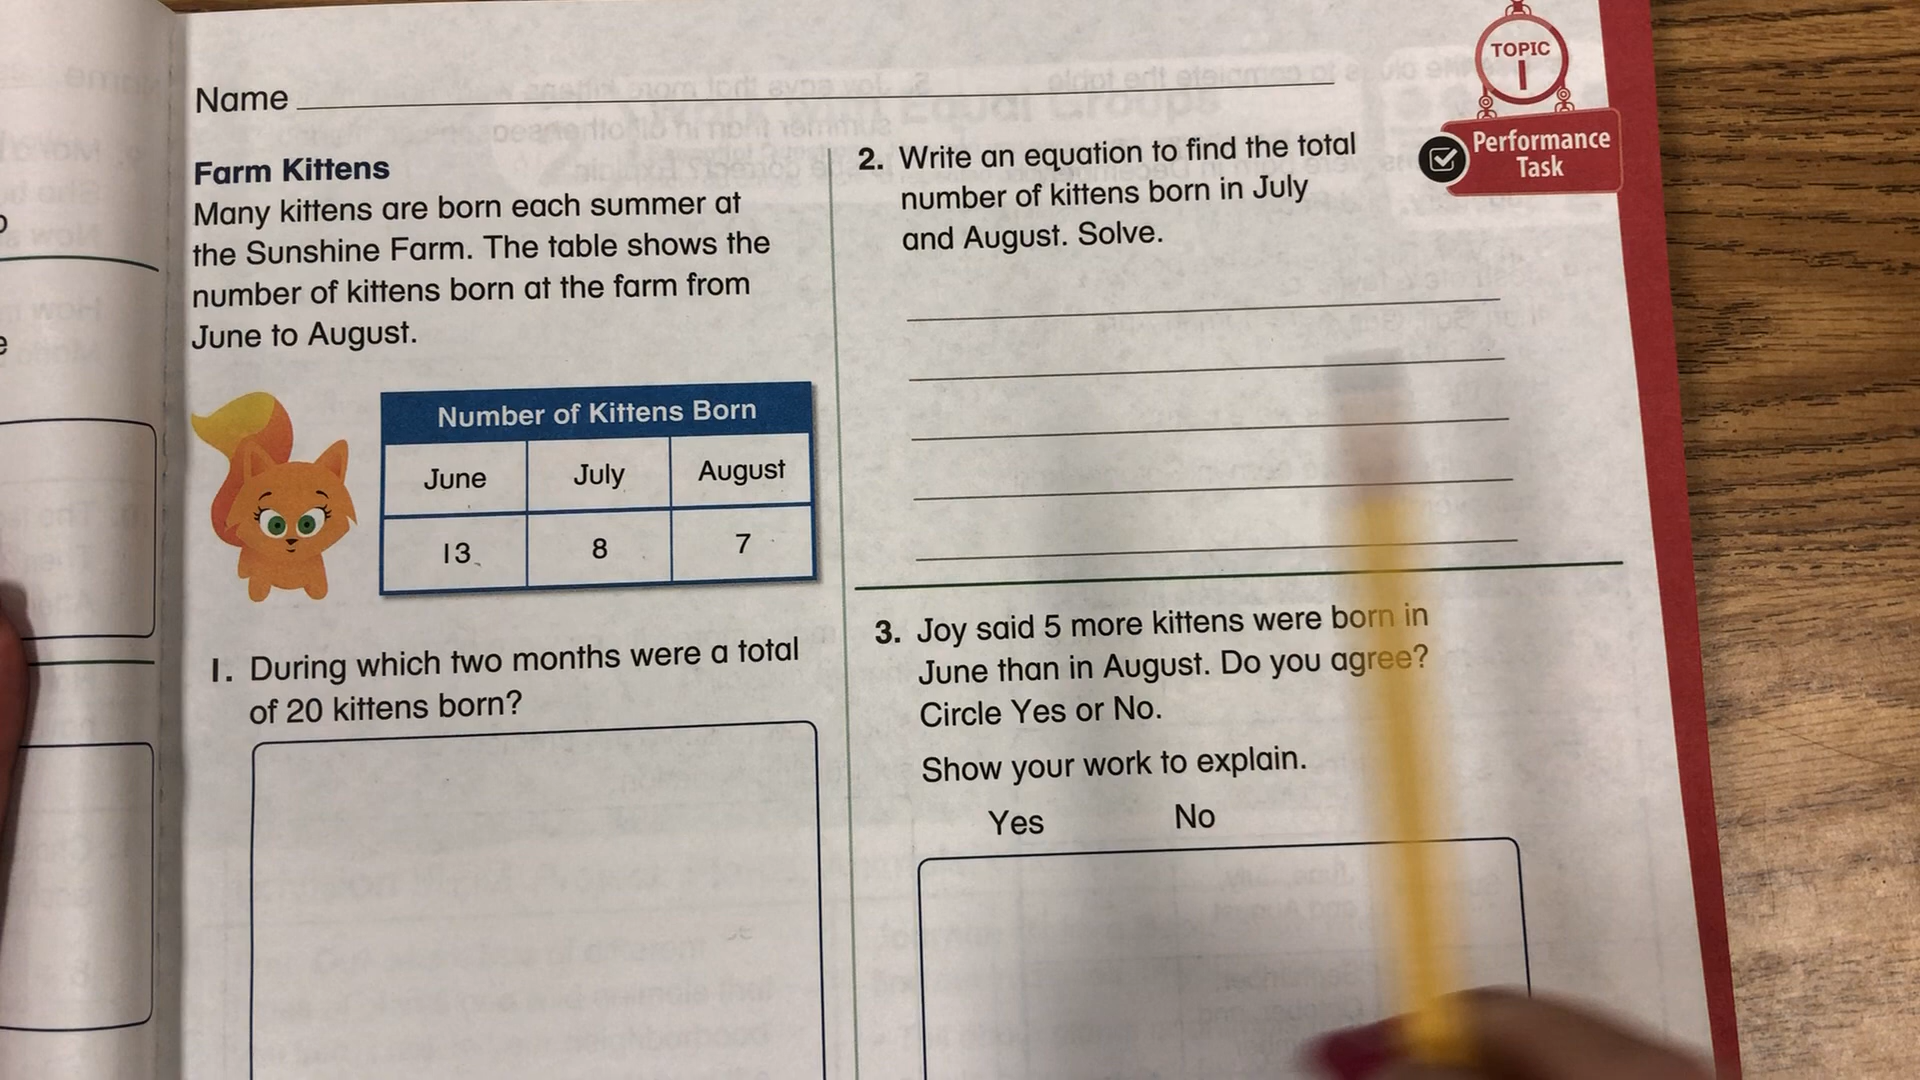 Name
Farm Kittens
Many kittens are born each summer at
the Sunshine Farm. The table shows the
number of kittens born at the farm from
June to August.
Number of Kittens Born
June July August
13 8 7
1. During which two months were a total
of 20 kittens born?
2. Write an equation to find the total
number of kittens born in July
and August. Solve.
TOPIC
1
Performance
Task
3. Joy said 5 more kittens were born in
June than in August. Do you agree?
Circle Yes or No.
Show your work to explain.
Yes No